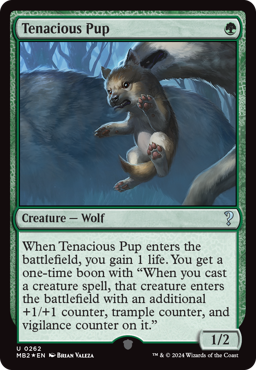 Tenacious Pup
Creature — Wolf
When Tenacious Pup enters the
battlefield, you gain 1 life. You get a
one-time boon with “When you cast
a creature spell, that creature enters
the battlefield with an additional
+1/+1 counter, trample counter, and
vigilance counter on it.”
1/2
U 0262
MB2★EN Brian Valeza
™ & © 2024 Wizards of the Coast